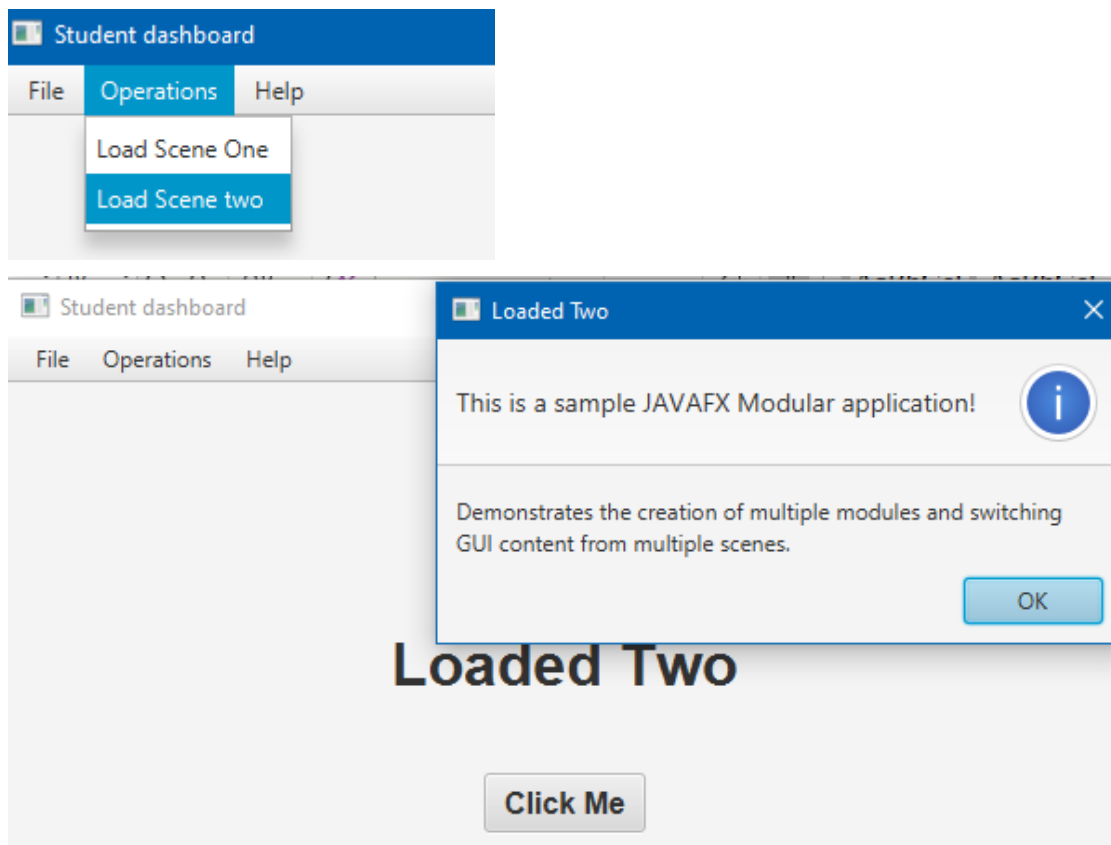 Student dashboard
File Operations Help
Load Scene One
Load Scene two
Student dashboard
File Operations Help
Loaded Two
This is a sample JAVAFX Modular application!
Demonstrates the creation of multiple modules and switching
GUI content from multiple scenes.
OK
Loaded Two
Click Me